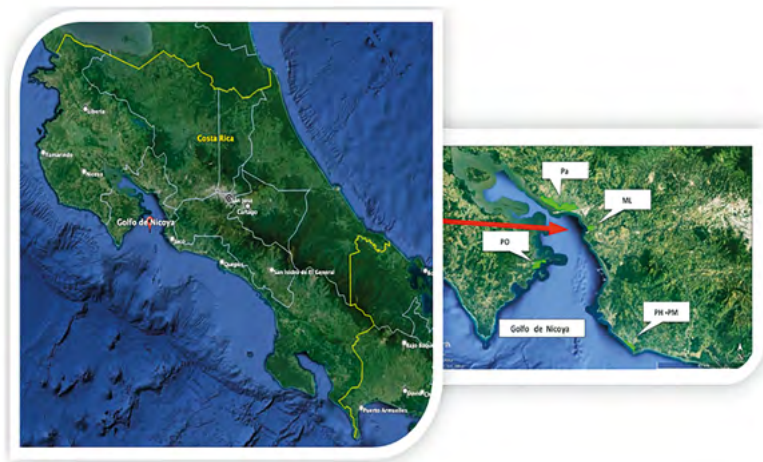 Liberia
Costa Rica
Tamarindo
Nicoya
San José
Cartago
Golfo de Nicoya
Jacó
Quepos
San Isidro de El General
Puerto Armuelles
Pa
ML
PO
PH -PM
Golfo de Nicoya